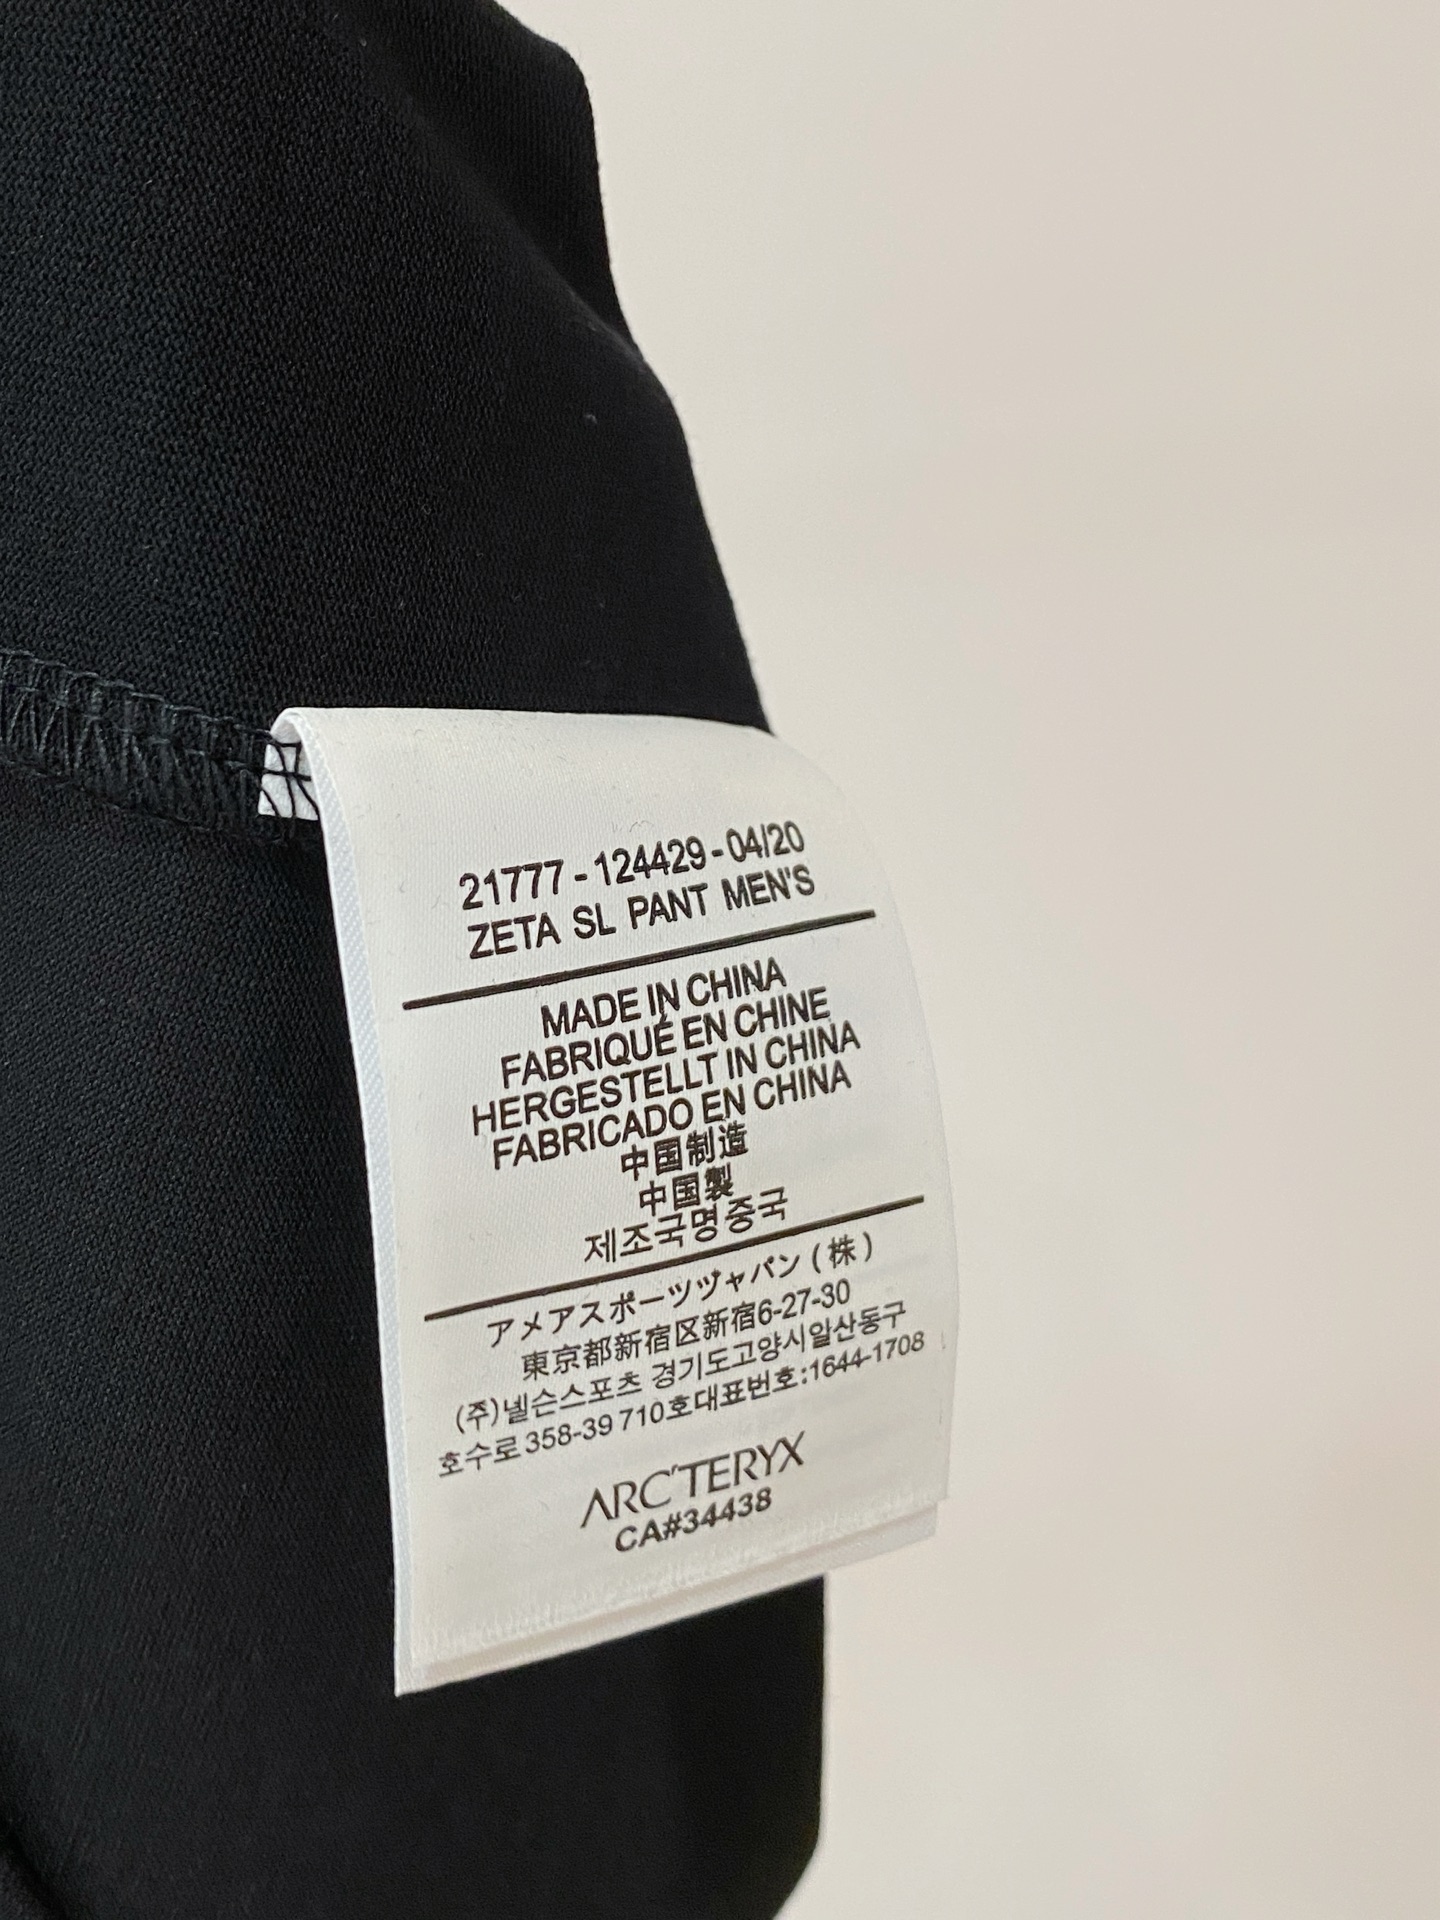 21777 - 124429 - 04/20
ZETA SL PANT MEN'S
MADE IN CHINA
FABRIQUÉ EN CHINE
HERGESTELLT IN CHINA
FABRICADO EN CHINA
中国制造
中国製
제조국명 중국
アメアスポーツヅャパン (株)
東京都新宿区新宿6-27-30
(주)넬슨스포츠 경기도고양시일산동구
호수로 358-39 710호대표번호:1644-1708
ARC'TERYX
CA#34438